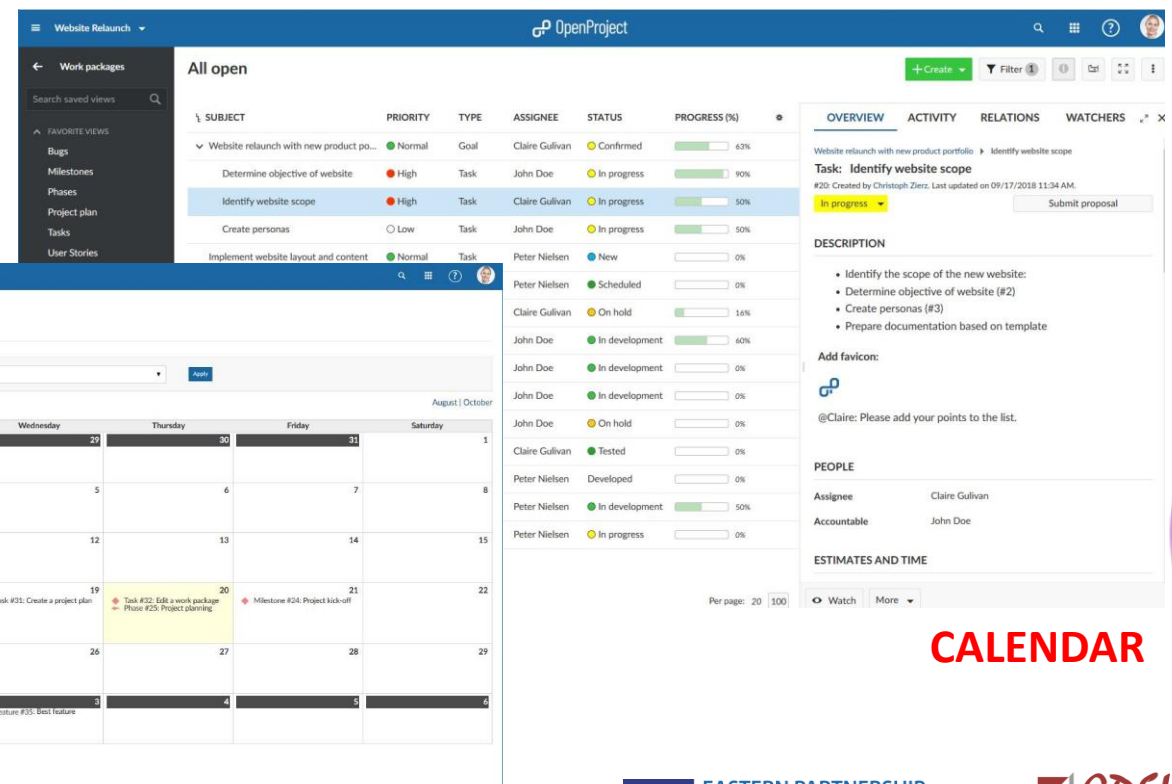 Website Relaunch
OpenProject
Work packages
Search saved views
FAVORITE VIEWS
Bugs
Milestones
Phases
Project plan
Tasks
User Stories
All open
+ Create
Filter 1
SUBJECT PRIORITY TYPE ASSIGNEE STATUS PROGRESS (%)
Website relaunch with new product po... Normal Goal Claire Gulivan Confirmed 63%
Determine objective of website High Task John Doe In progress 90%
Identify website scope High Task Claire Gulivan In progress 50%
Create personas Low Task John Doe In progress 50%
Implement website layout and content Normal Task Peter Nielsen New 0%
Peter Nielsen Scheduled 0%
Claire Gulivan On hold 16%
John Doe In development 60%
John Doe In development 0%
John Doe In development 0%
John Doe On hold 0%
Claire Gulivan Tested 0%
Peter Nielsen Developed 0%
Peter Nielsen In development 50%
Peter Nielsen In progress 0%
Per page: 20 100
OVERVIEW ACTIVITY RELATIONS WATCHERS
Website relaunch with new product portfolio Identify website scope
Task: Identify website scope
#20: Created by Christoph Zierz. Last updated on 09/17/2018 11:34 AM.
In progress
Submit proposal
DESCRIPTION
• Identify the scope of the new website:
• Determine objective of website (#2)
• Create personas (#3)
• Prepare documentation based on template
Add favicon:
@Claire: Please add your points to the list.
PEOPLE
Assignee Claire Gulivan
Accountable John Doe
ESTIMATES AND TIME
Watch More
Apply
August | October
Wednesday Thursday Friday Saturday
29 30 31 1
5 6 7 8
12 13 14 15
19 20 21 22
#31: Create a project plan Task #32: Edit a work package Milestone #24: Project kick-off
Phase #25: Project planning
26 27 28 29
3 4 5 6
#35: Best feature
CALENDAR
EASTERN PARTNERSHIP